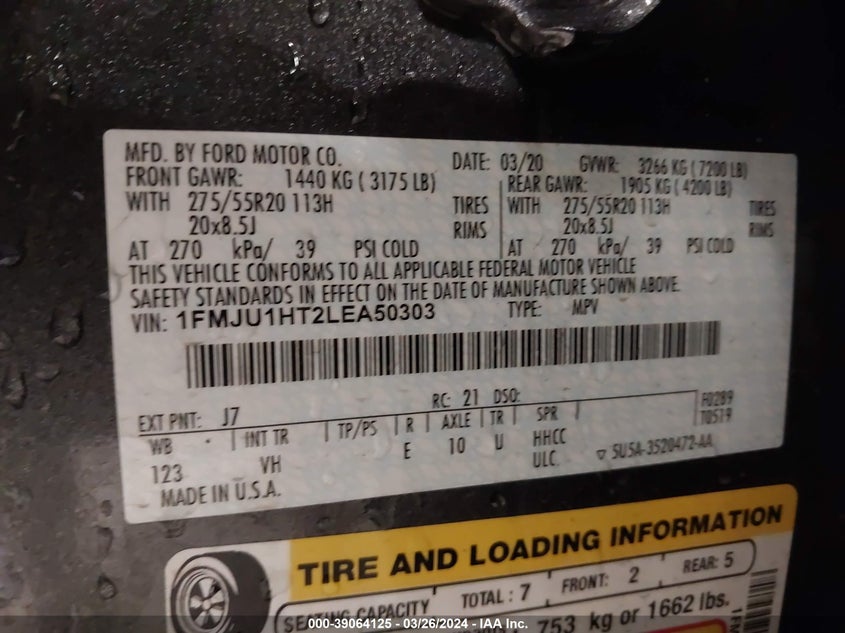 MFD. BY FORD MOTOR CO. DATE: 03/20 GVWR: 3266 KG ( 7200 LB)
FRONT GAWR: 1440 KG ( 3175 LB) REAR GAWR: 1905 KG ( 4200 LB)
WITH 275/55R20 113H TIRES WITH 275/55R20 113H TIRES
20x8.5J RIMS 20x8.5J RIMS
AT 270 kPa/ 39 PSI COLD AT 270 kPa/ 39 PSI COLD
THIS VEHICLE CONFORMS TO ALL APPLICABLE FEDERAL MOTOR VEHICLE
SAFETY STANDARDS IN EFFECT ON THE DATE OF MANUFACTURE SHOWN ABOVE.
VIN: 1FMJU1HT2LEA50303 TYPE: MPV
EXT PNT: J7 RC: 21 DSO: F0289
WB INT TR TP/PS R AXLE TR SPR T0519
123 VH E 10 U HHCC
ULC ▽ 5U5A-3520472-AA
MADE IN U.S.A.
TIRE AND LOADING INFORMATION
SEATING CAPACITY TOTAL : 7 FRONT: 2 REAR: 5
753 kg or 1662 lbs.
000-39064125 - 03/26/2024 - IAA Inc.